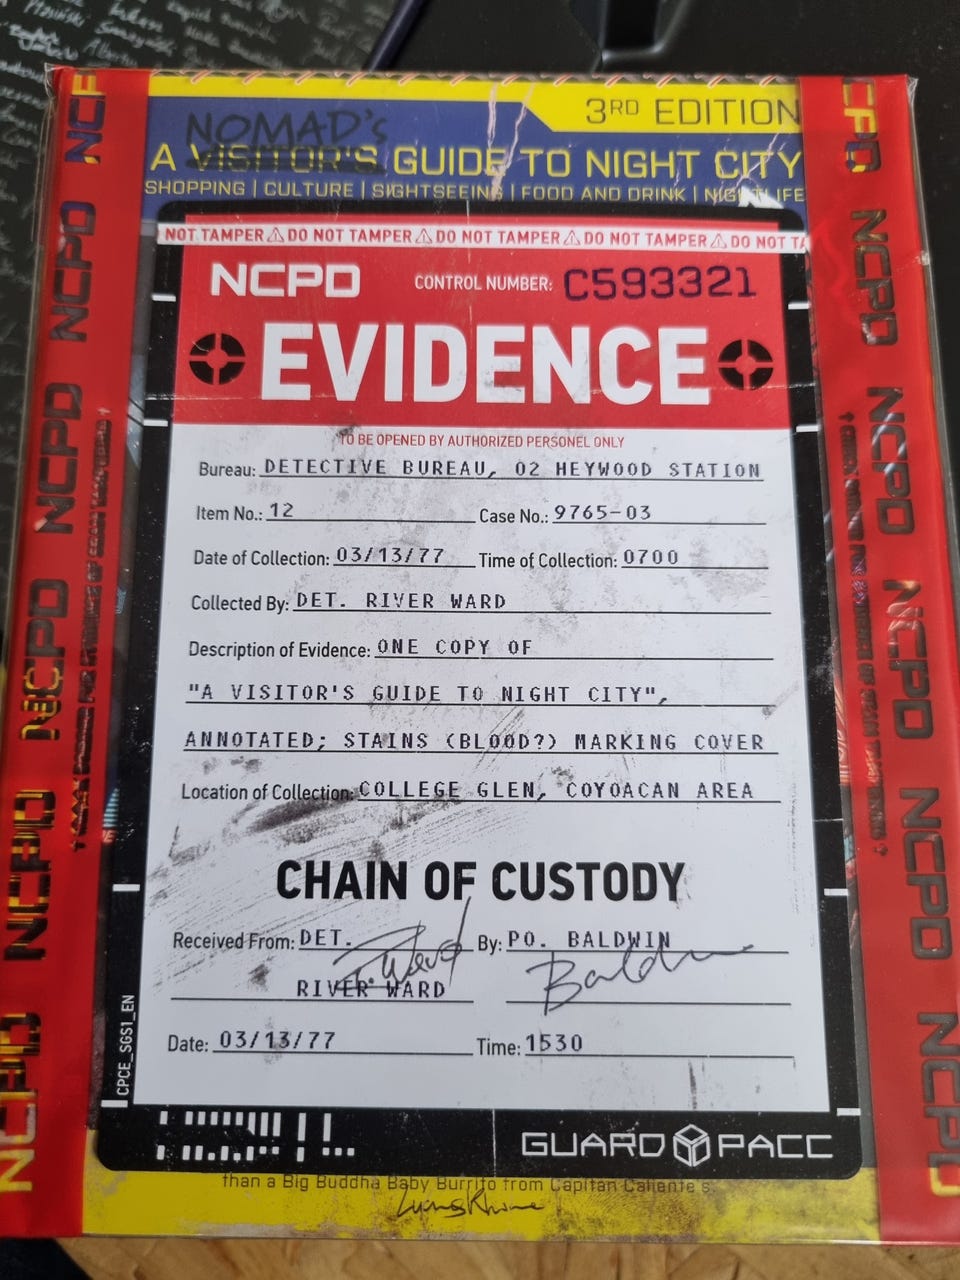 3RD EDITION
NOMAD's
A VISITOR'S GUIDE TO NIGHT CITY
SHOPPING | CULTURE | SIGHTSEEING | FOOD AND DRINK | NIGHTLIFE
NOT TAMPER DO NOT TAMPER DO NOT TAMPER DO NOT TAMPER DO NOT TA
NCPD CONTROL NUMBER: C593321
EVIDENCE
TO BE OPENED BY AUTHORIZED PERSONEL ONLY
Bureau: DETECTIVE BUREAU, 02 HEYWOOD STATION
Item No.: 12 Case No.: 9765-03
Date of Collection: 03/13/77 Time of Collection: 0700
Collected By: DET. RIVER WARD
Description of Evidence: ONE COPY OF
"A VISITOR'S GUIDE TO NIGHT CITY",
ANNOTATED; STAINS (BLOOD?) MARKING COVER
Location of Collection: COLLEGE GLEN, COYOACAN AREA
CHAIN OF CUSTODY
Received From: DET. By: PO. BALDWIN
RIVER WARD
Date: 03/13/77 Time: 1530
CPCE_SGS1_EN
GUARD PACC
than a Big Buddha Baby Burrito from Capitan Caliente's.
NCP
NCPD
NCPD
NCPD
NCPD
NCPD
NCPD
CPD
NCPD
NCPD
NCPD
NCPD
NCPD